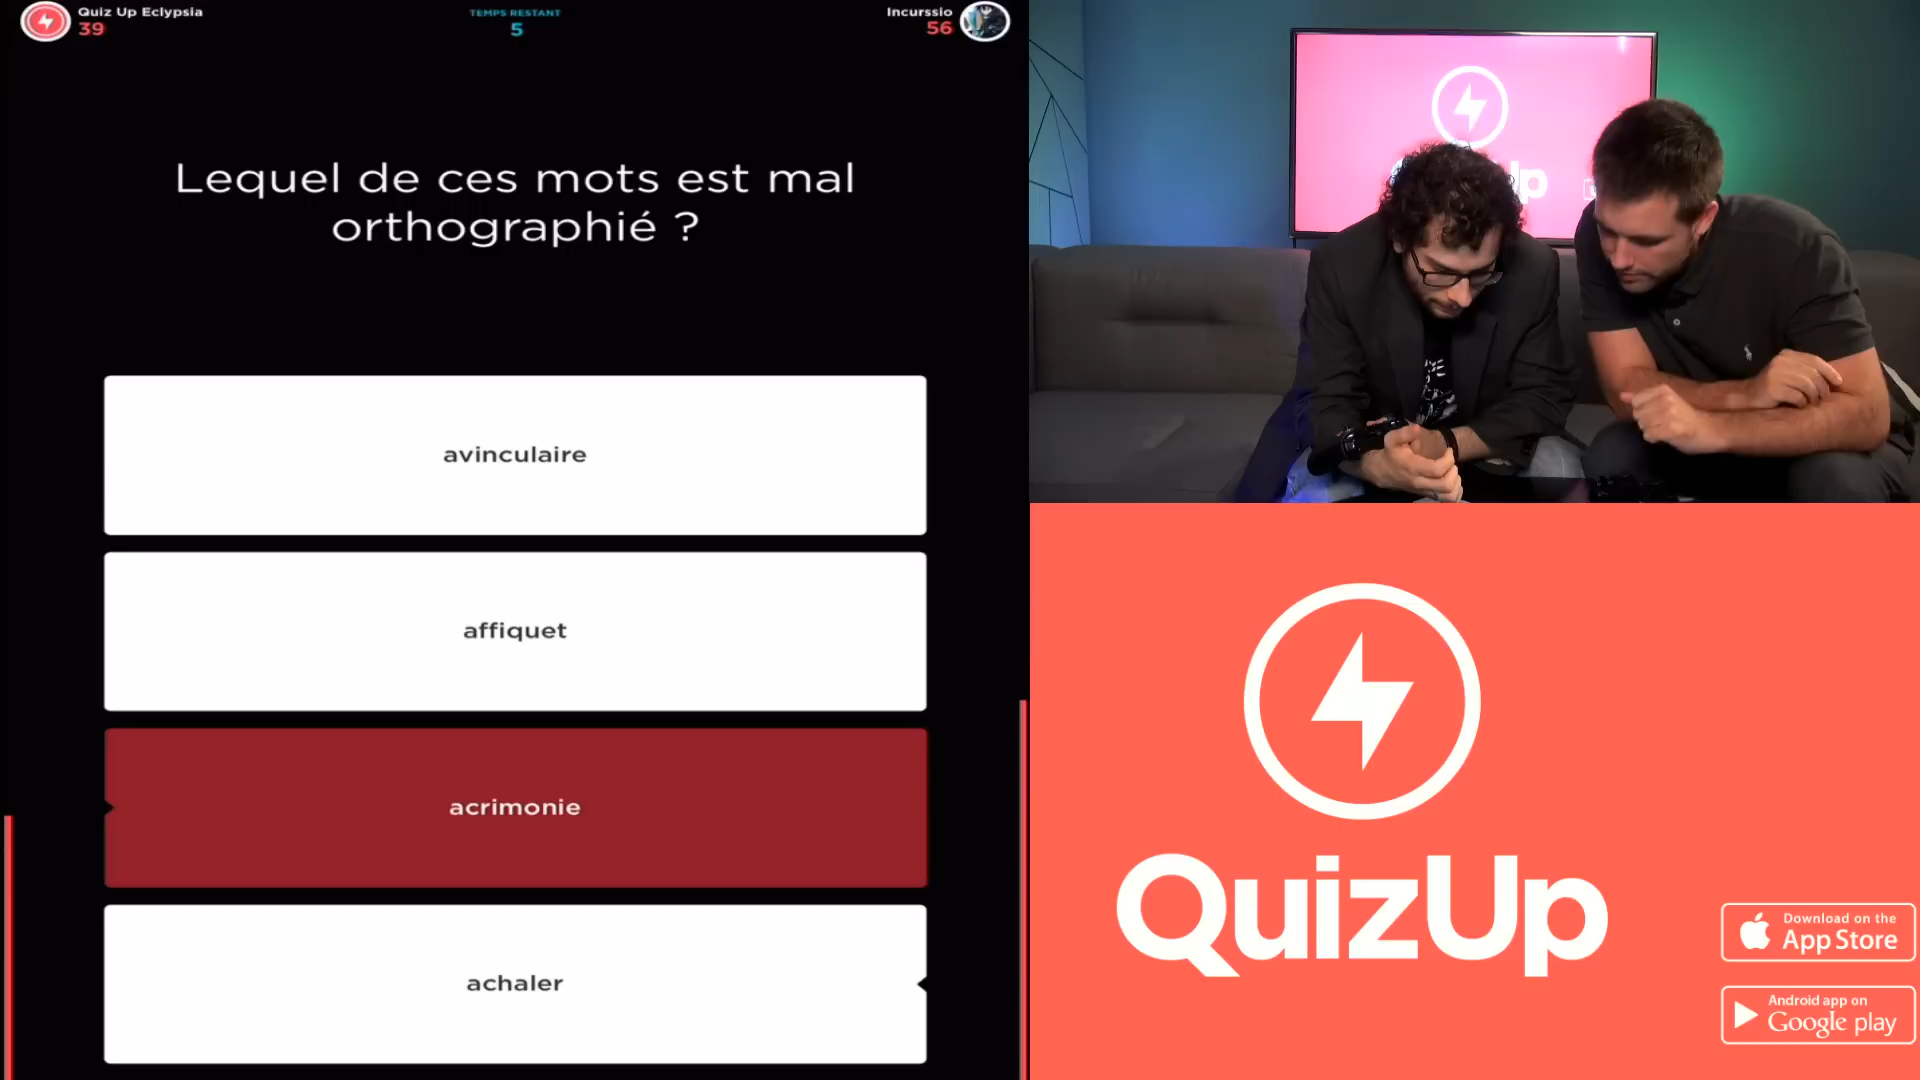 Quiz Up Eclypsia
39
TEMPS RESTANT
5
Incurssio
56
Lequel de ces mots est mal
orthographié ?
avinculaire
affiquet
acrimonie
achaler
QuizUp
Download on the
App Store
Android app on
Google play